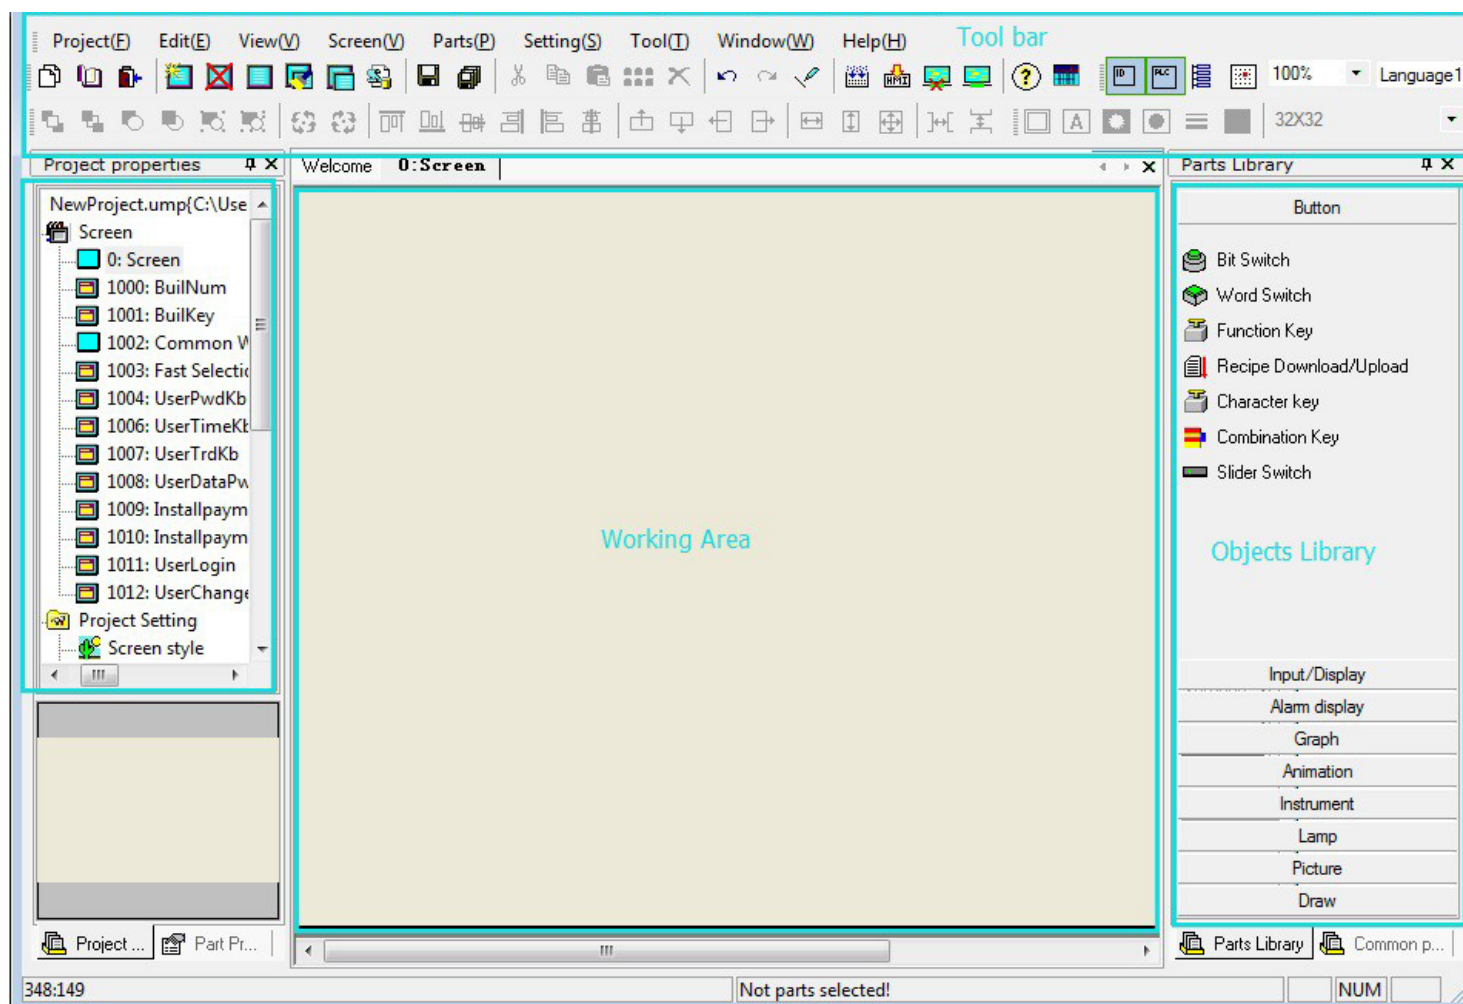 Project(F) Edit(E) View(V) Screen(V) Parts(P) Setting(S) Tool(T) Window(W) Help(H) Tool bar
HMI ? ID PLC 100% Language1
A 32X32
Project properties
Welcome 0:Screen
Parts Library
NewProject.ump{C:\Use
Screen
0: Screen
1000: BuilNum
1001: BuilKey
1002: Common W
1003: Fast Selectic
1004: UserPwdKb
1006: UserTimeKb
1007: UserTrdKb
1008: UserDataPw
1009: Installpaym
1010: Installpaym
1011: UserLogin
1012: UserChange
Project Setting
Screen style
Working Area
Button
Bit Switch
Word Switch
Function Key
Recipe Download/Upload
Character key
Combination Key
Slider Switch
Objects Library
Input/Display
Alarm display
Graph
Animation
Instrument
Lamp
Picture
Draw
Project ... Part Pr...
Parts Library Common p...
348:149 Not parts selected! NUM